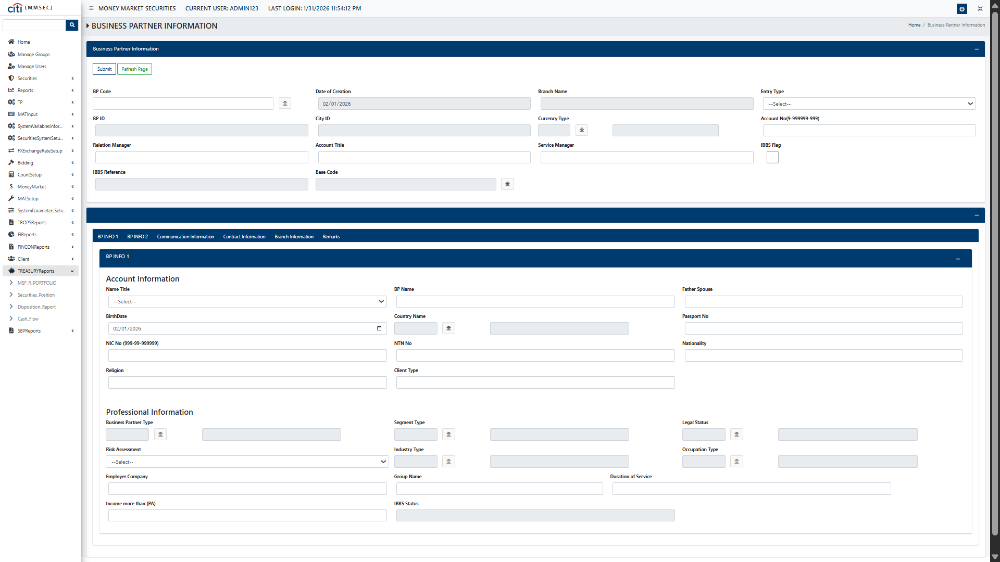 citi ( M.M.S.E.C )
MONEY MARKET SECURITIES CURRENT USER: ADMIN123 LAST LOGIN: 1/31/2026 11:54:12 PM
BUSINESS PARTNER INFORMATION
Home / Business Partner Information
Home
Manage Groups
Manage Users
Securities
Reports
TP
MATInput
SystemVariablesInfor...
SecuritiesSystemSetu...
FXExchangeRateSetup
Bidding
CountSetup
MoneyMarket
MATSetup
SystemParametersSetu...
TROPSReports
FIReports
FINCONReports
Client
TREASURYReports
MSF_R_PORTFOLIO
Securities_Position
Disposition_Report
Cash_Flow
SBPReports
Business Partner Information
Submit Refresh Page
BP Code Date of Creation Branch Name Entry Type
02/01/2026 --Select--
BP ID City ID Currency Type Account No(9-999999-999)
Relation Manager Account Title Service Manager IBBS Flag
IBBS Reference Base Code
BP INFO 1 BP INFO 2 Communication Information Contract Information Branch Information Remarks
BP INFO 1
Account Information
Name Title BP Name Father Spouse
--Select--
BirthDate Country Name Passport No
02/01/2026
NIC No (999-99-999999) NTN No Nationality
Religion Client Type
Professional Information
Business Partner Type Segment Type Legal Status
Risk Assessment Industry Type Occupation Type
--Select--
Employer Company Group Name Duration of Service
Income more than (PA) IBBS Status